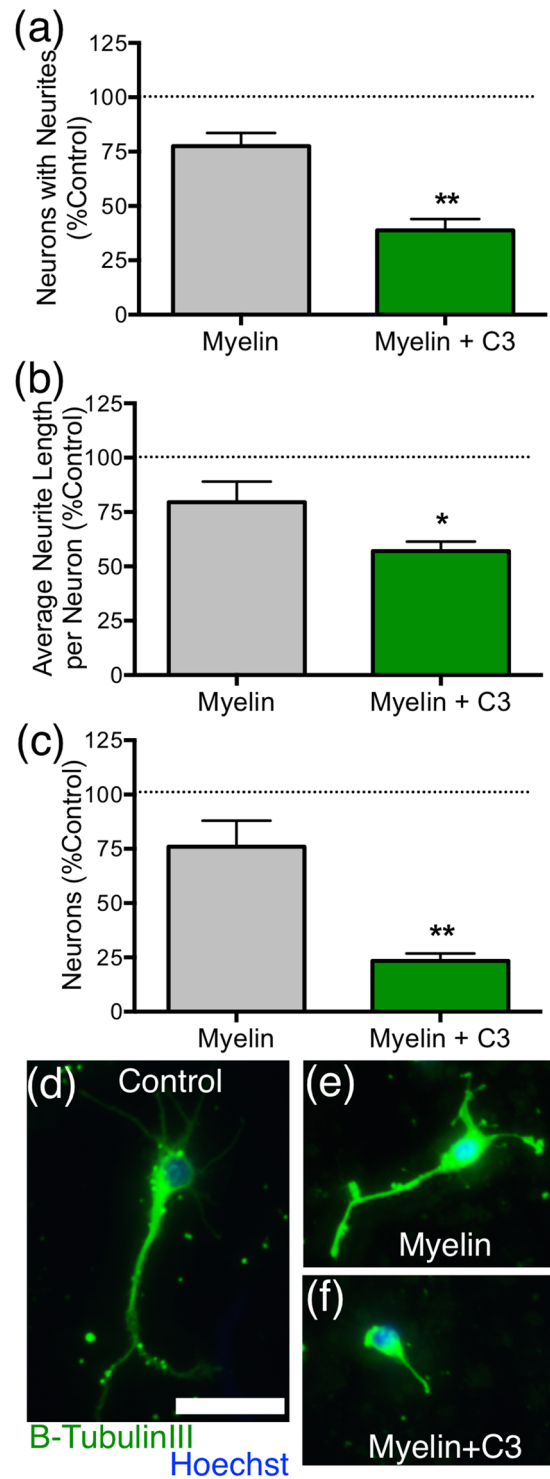 (a)
Neurons with Neurites
(%Control)
125
100
75
50
25
0
**
Myelin
Myelin + C3
(b)
Average Neurite Length
per Neuron (%Control)
125
100
75
50
25
0
*
Myelin
Myelin + C3
(c)
Neurons (%Control)
125
100
75
50
25
0
**
Myelin
Myelin + C3
(d)
Control
(e)
Myelin
(f)
Myelin+C3
B-TubulinIII
Hoechst